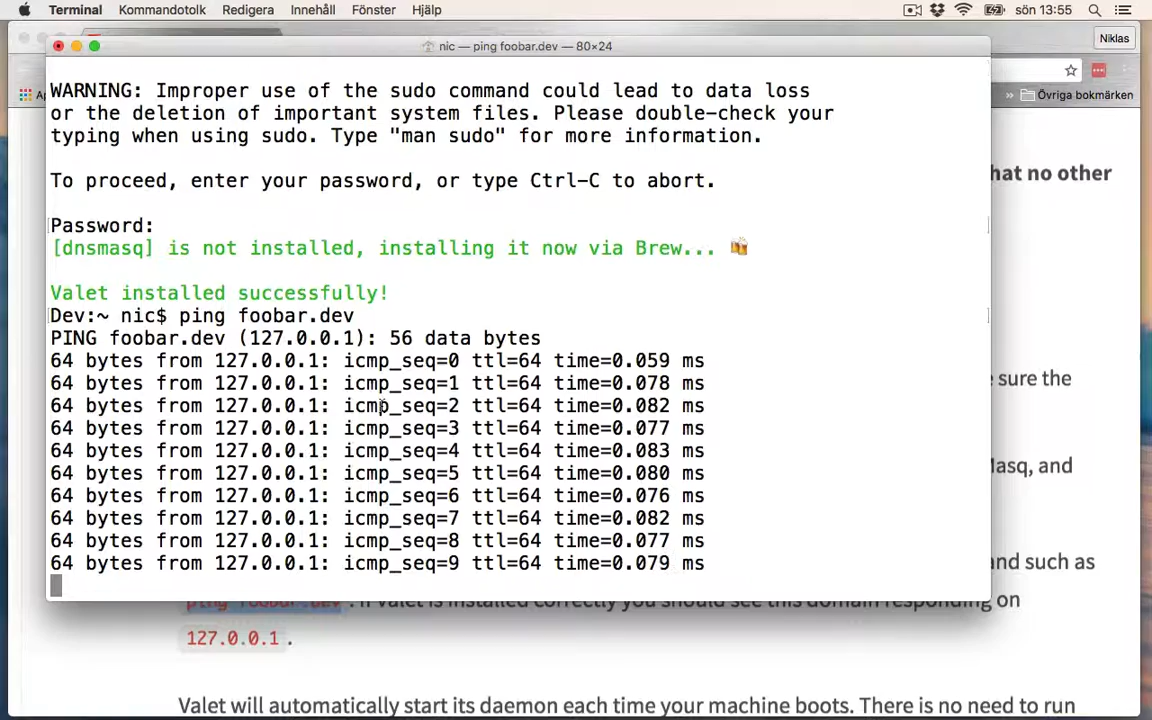 Terminal Kommandotolk Redigera Innehåll Fönster Hjälp sön 13:55
nic — ping foobar.dev — 80×24
Niklas
Övriga bokmärken
WARNING: Improper use of the sudo command could lead to data loss
or the deletion of important system files. Please double-check your
typing when using sudo. Type "man sudo" for more information.
To proceed, enter your password, or type Ctrl-C to abort.
Password:
[dnsmasq] is not installed, installing it now via Brew... 🍻
Valet installed successfully!
Dev:~ nic$ ping foobar.dev
PING foobar.dev (127.0.0.1): 56 data bytes
64 bytes from 127.0.0.1: icmp_seq=0 ttl=64 time=0.059 ms
64 bytes from 127.0.0.1: icmp_seq=1 ttl=64 time=0.078 ms
64 bytes from 127.0.0.1: icmp_seq=2 ttl=64 time=0.082 ms
64 bytes from 127.0.0.1: icmp_seq=3 ttl=64 time=0.077 ms
64 bytes from 127.0.0.1: icmp_seq=4 ttl=64 time=0.083 ms
64 bytes from 127.0.0.1: icmp_seq=5 ttl=64 time=0.080 ms
64 bytes from 127.0.0.1: icmp_seq=6 ttl=64 time=0.076 ms
64 bytes from 127.0.0.1: icmp_seq=7 ttl=64 time=0.082 ms
64 bytes from 127.0.0.1: icmp_seq=8 ttl=64 time=0.077 ms
64 bytes from 127.0.0.1: icmp_seq=9 ttl=64 time=0.079 ms
hat no other
sure the
Masq, and
and such as
ping foobar.dev . If Valet is installed correctly you should see this domain responding on
127.0.0.1 .
Valet will automatically start its daemon each time your machine boots. There is no need to run